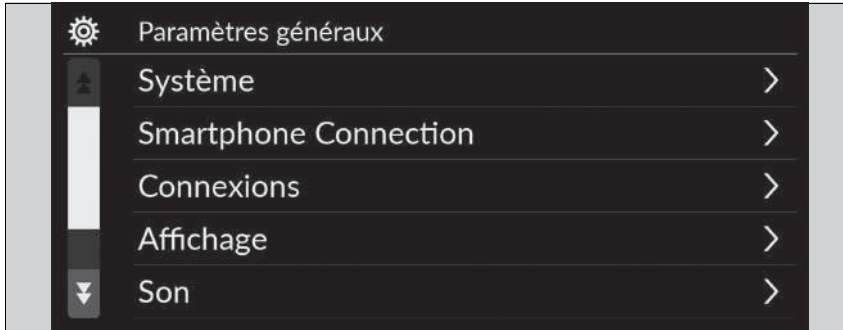 Paramètres généraux
Système
Smartphone Connection
Connexions
Affichage
Son